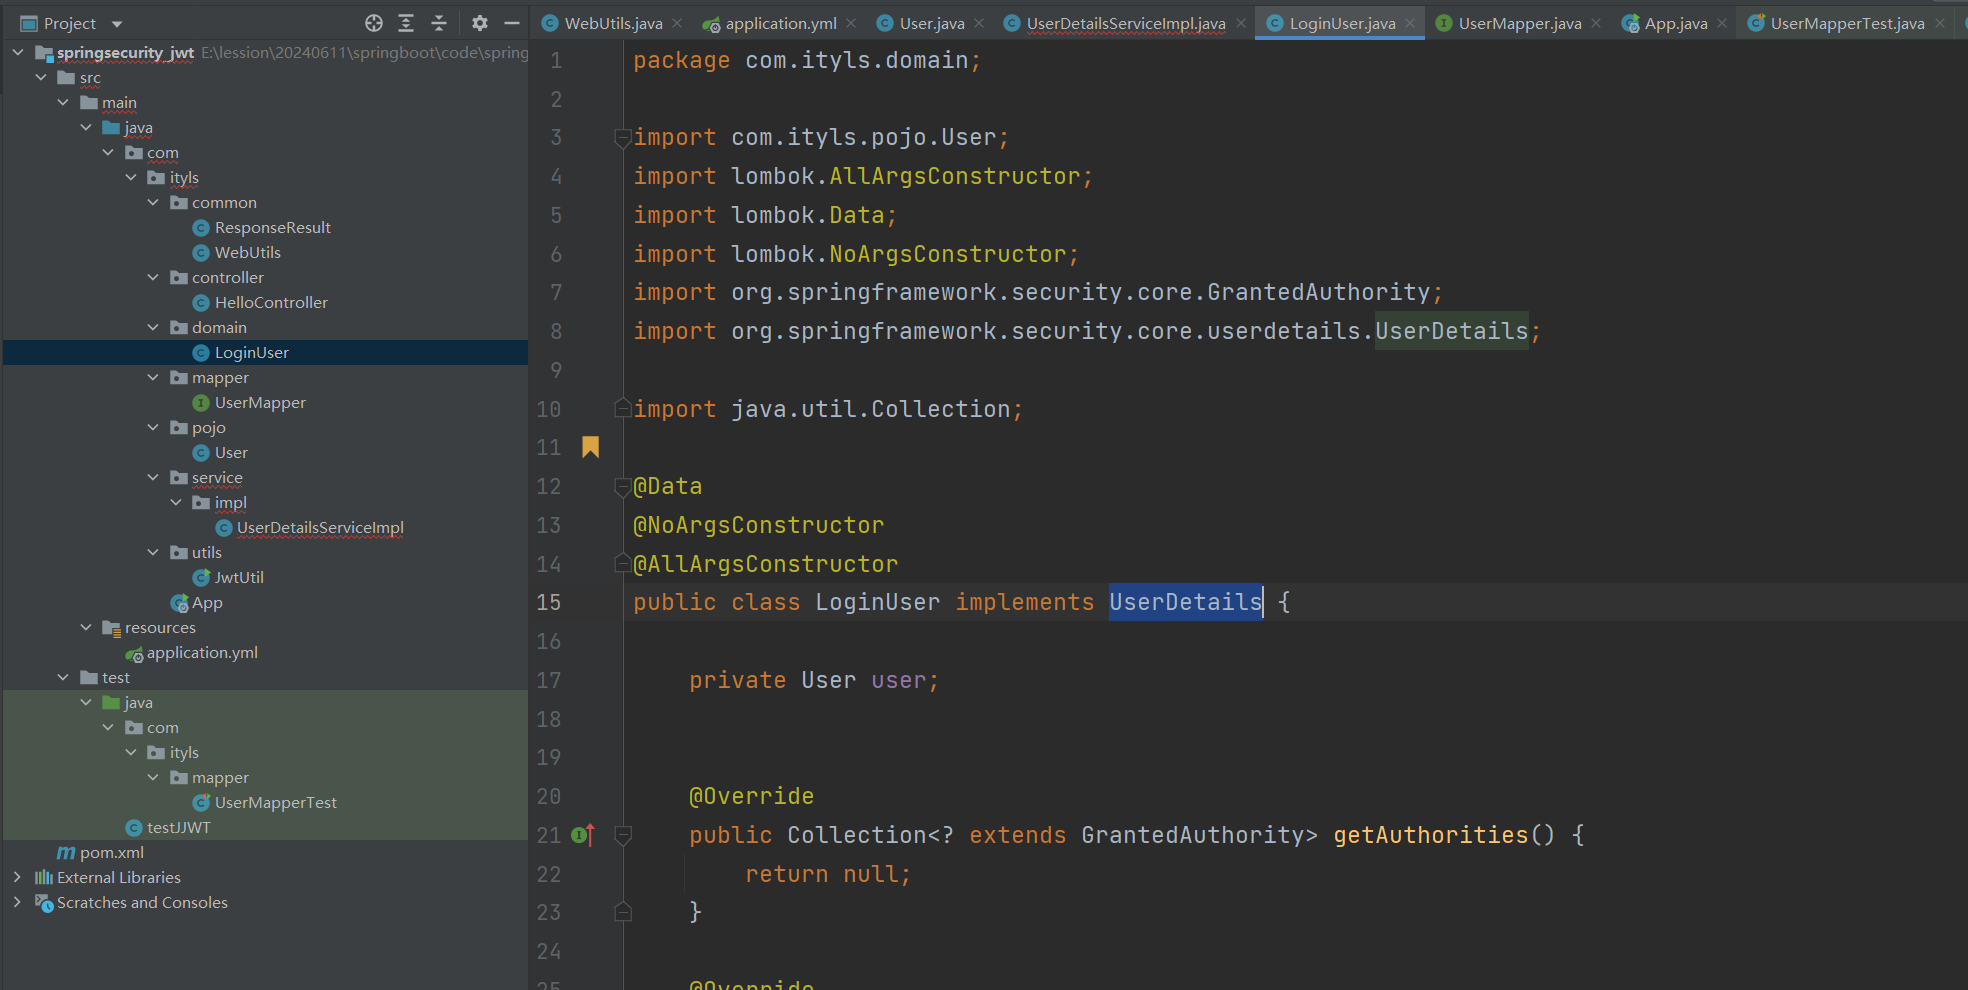 Project
WebUtils.java
application.yml
User.java
UserDetailsServiceImpl.java
LoginUser.java
UserMapper.java
App.java
UserMapperTest.java
springsecurity_jwt E:\lession\20240611\springboot\code\spring
src
main
java
com
ityls
common
ResponseResult
WebUtils
controller
HelloController
domain
LoginUser
mapper
UserMapper
pojo
User
service
impl
UserDetailsServiceImpl
utils
JwtUtil
App
resources
application.yml
test
java
com
ityls
mapper
UserMapperTest
testJJWT
pom.xml
External Libraries
Scratches and Consoles
1 package com.ityls.domain;
2
3 import com.ityls.pojo.User;
4 import lombok.AllArgsConstructor;
5 import lombok.Data;
6 import lombok.NoArgsConstructor;
7 import org.springframework.security.core.GrantedAuthority;
8 import org.springframework.security.core.userdetails.UserDetails;
9
10 import java.util.Collection;
11
12 @Data
13 @NoArgsConstructor
14 @AllArgsConstructor
15 public class LoginUser implements UserDetails {
16
17 private User user;
18
19
20 @Override
21 public Collection<? extends GrantedAuthority> getAuthorities() {
22 return null;
23 }
24
25 @Override